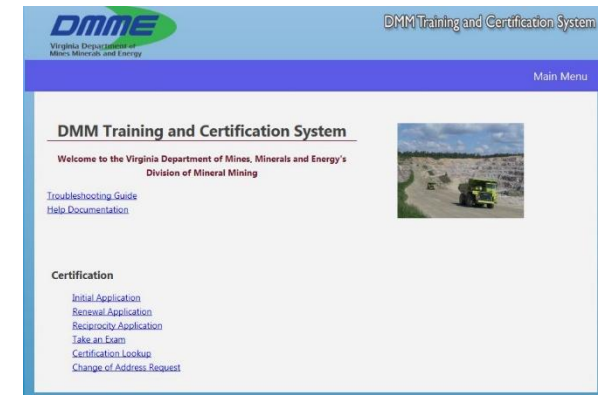 DMME
Virginia Department of
Mines Minerals and Energy
DMM Training and Certification System
Main Menu
DMM Training and Certification System
Welcome to the Virginia Department of Mines, Minerals and Energy's
Division of Mineral Mining
Troubleshooting Guide
Help Documentation
Certification
Initial Application
Renewal Application
Reciprocity Application
Take an Exam
Certification Lookup
Change of Address Request